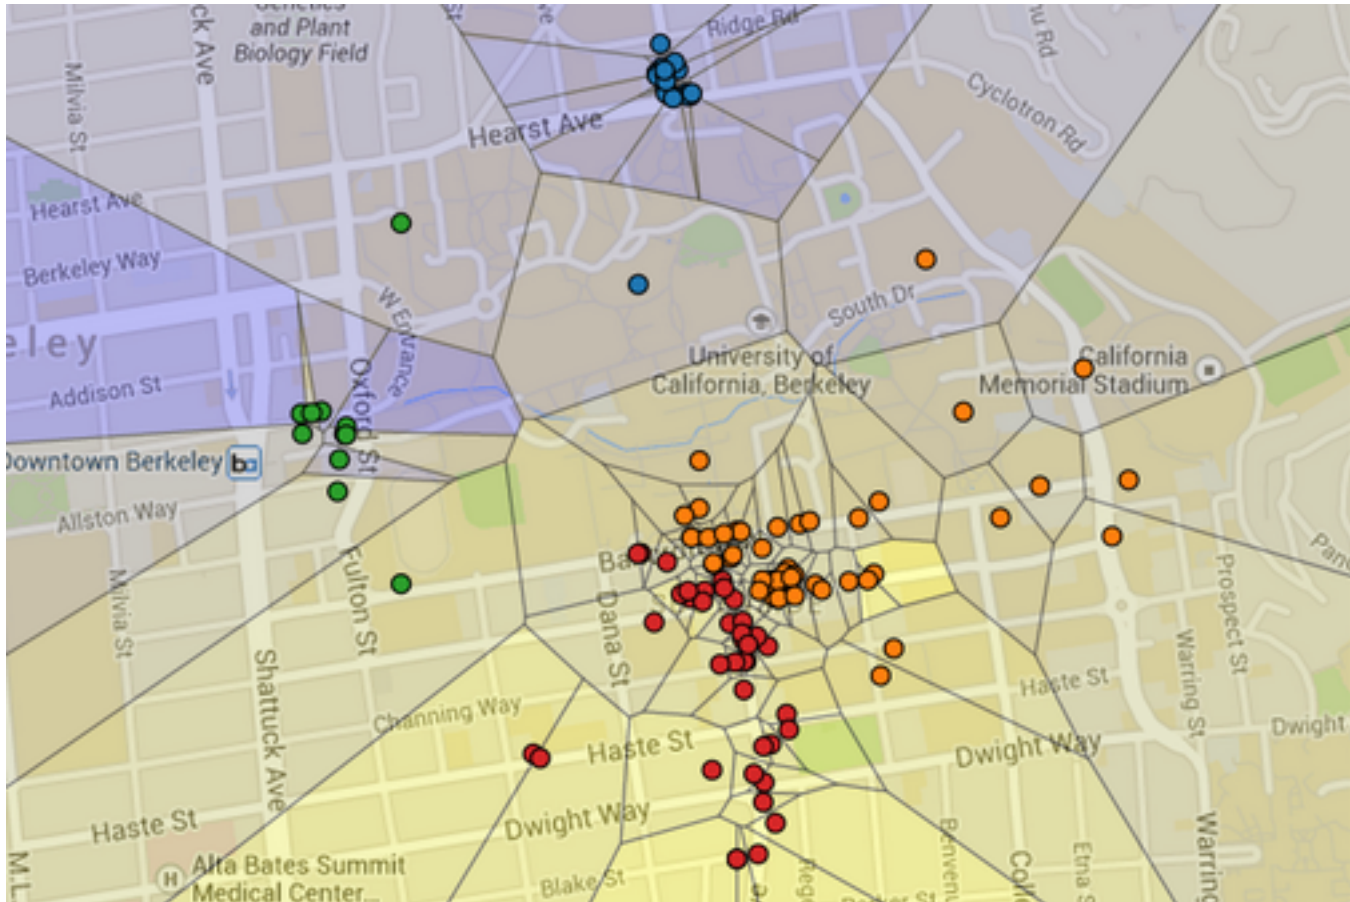 Genetics
and Plant
Biology Field
Ridge Rd
Milvia St
Hearst Ave
Cyclotron Rd
Hearst Ave
Berkeley Way
W Entrance
South Dr
eley
University of
California, Berkeley
California
Memorial Stadium
Addison St
Oxford St
Downtown Berkeley
Allston Way
Ba
Fulton St
Milvia St
Dana St
Prospect St
Warring St
Shattuck Ave
Channing Way
Haste St
Haste St
Dwight Way
Dwight
Dwight Way
Haste St
Alta Bates Summit
Medical Center...
H
Blake St
M.L.
Warring